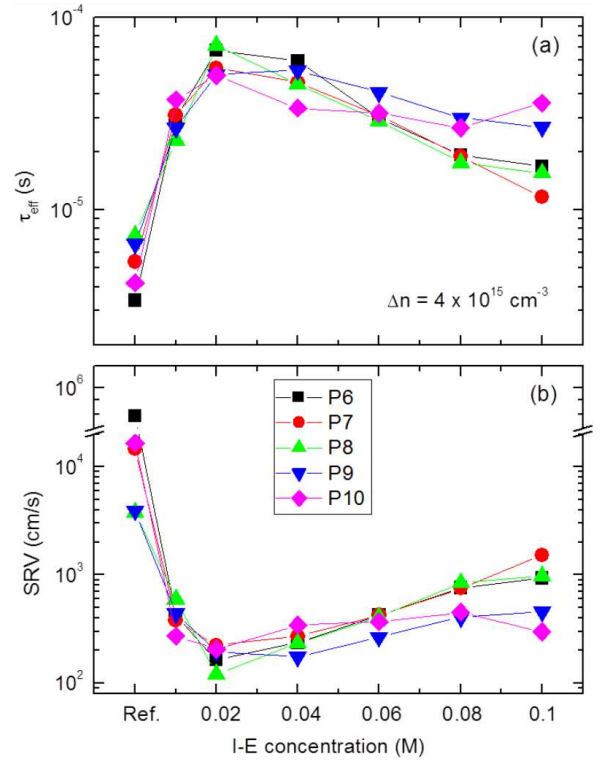 10⁻⁴
(a)
τeff (s)
10⁻⁵
Δn = 4 x 10¹⁵ cm⁻³
10⁶
(b)
P6
P7
P8
P9
P10
10⁴
SRV (cm/s)
10³
10²
Ref. 0.02 0.04 0.06 0.08 0.1
I-E concentration (M)